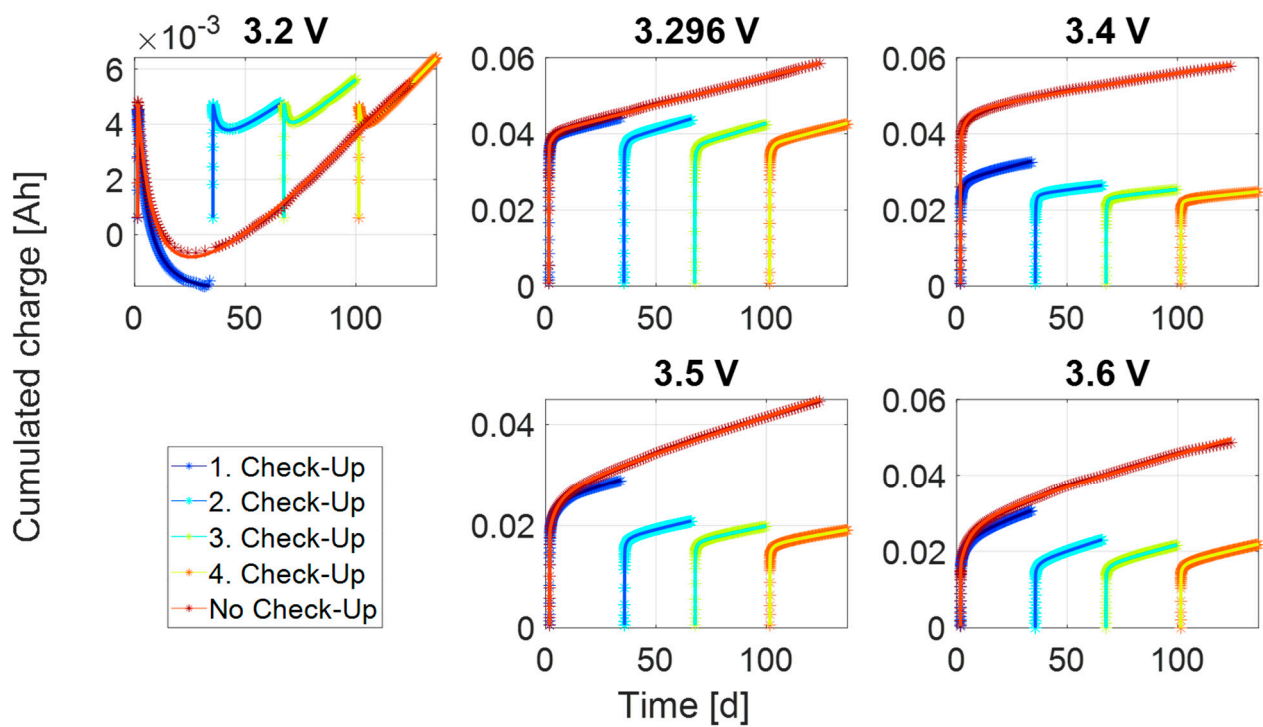 ×10⁻³ 3.2 V
6
4
2
0
0 50 100
3.296 V
0.06
0.04
0.02
0
0 50 100
3.4 V
0.06
0.04
0.02
0
0 50 100
Cumulated charge [Ah]
1. Check-Up
2. Check-Up
3. Check-Up
4. Check-Up
No Check-Up
3.5 V
0.04
0.02
0
0 50 100
3.6 V
0.06
0.04
0.02
0
0 50 100
Time [d]